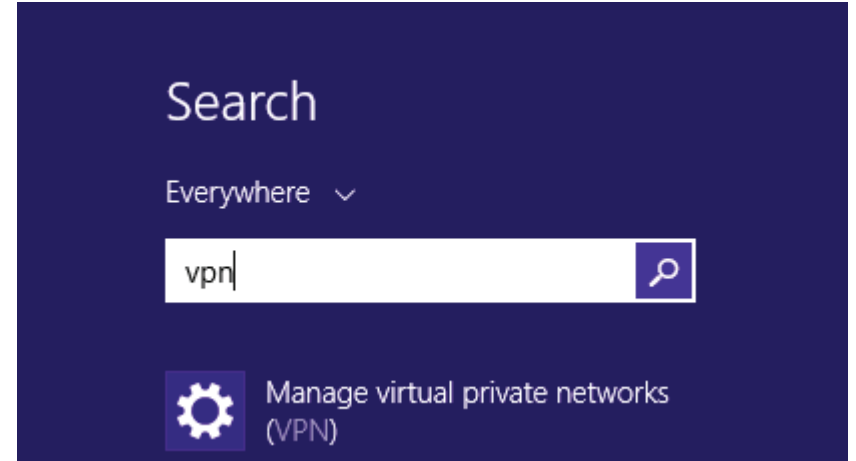 Search
Everywhere
vpn
Manage virtual private networks
(VPN)